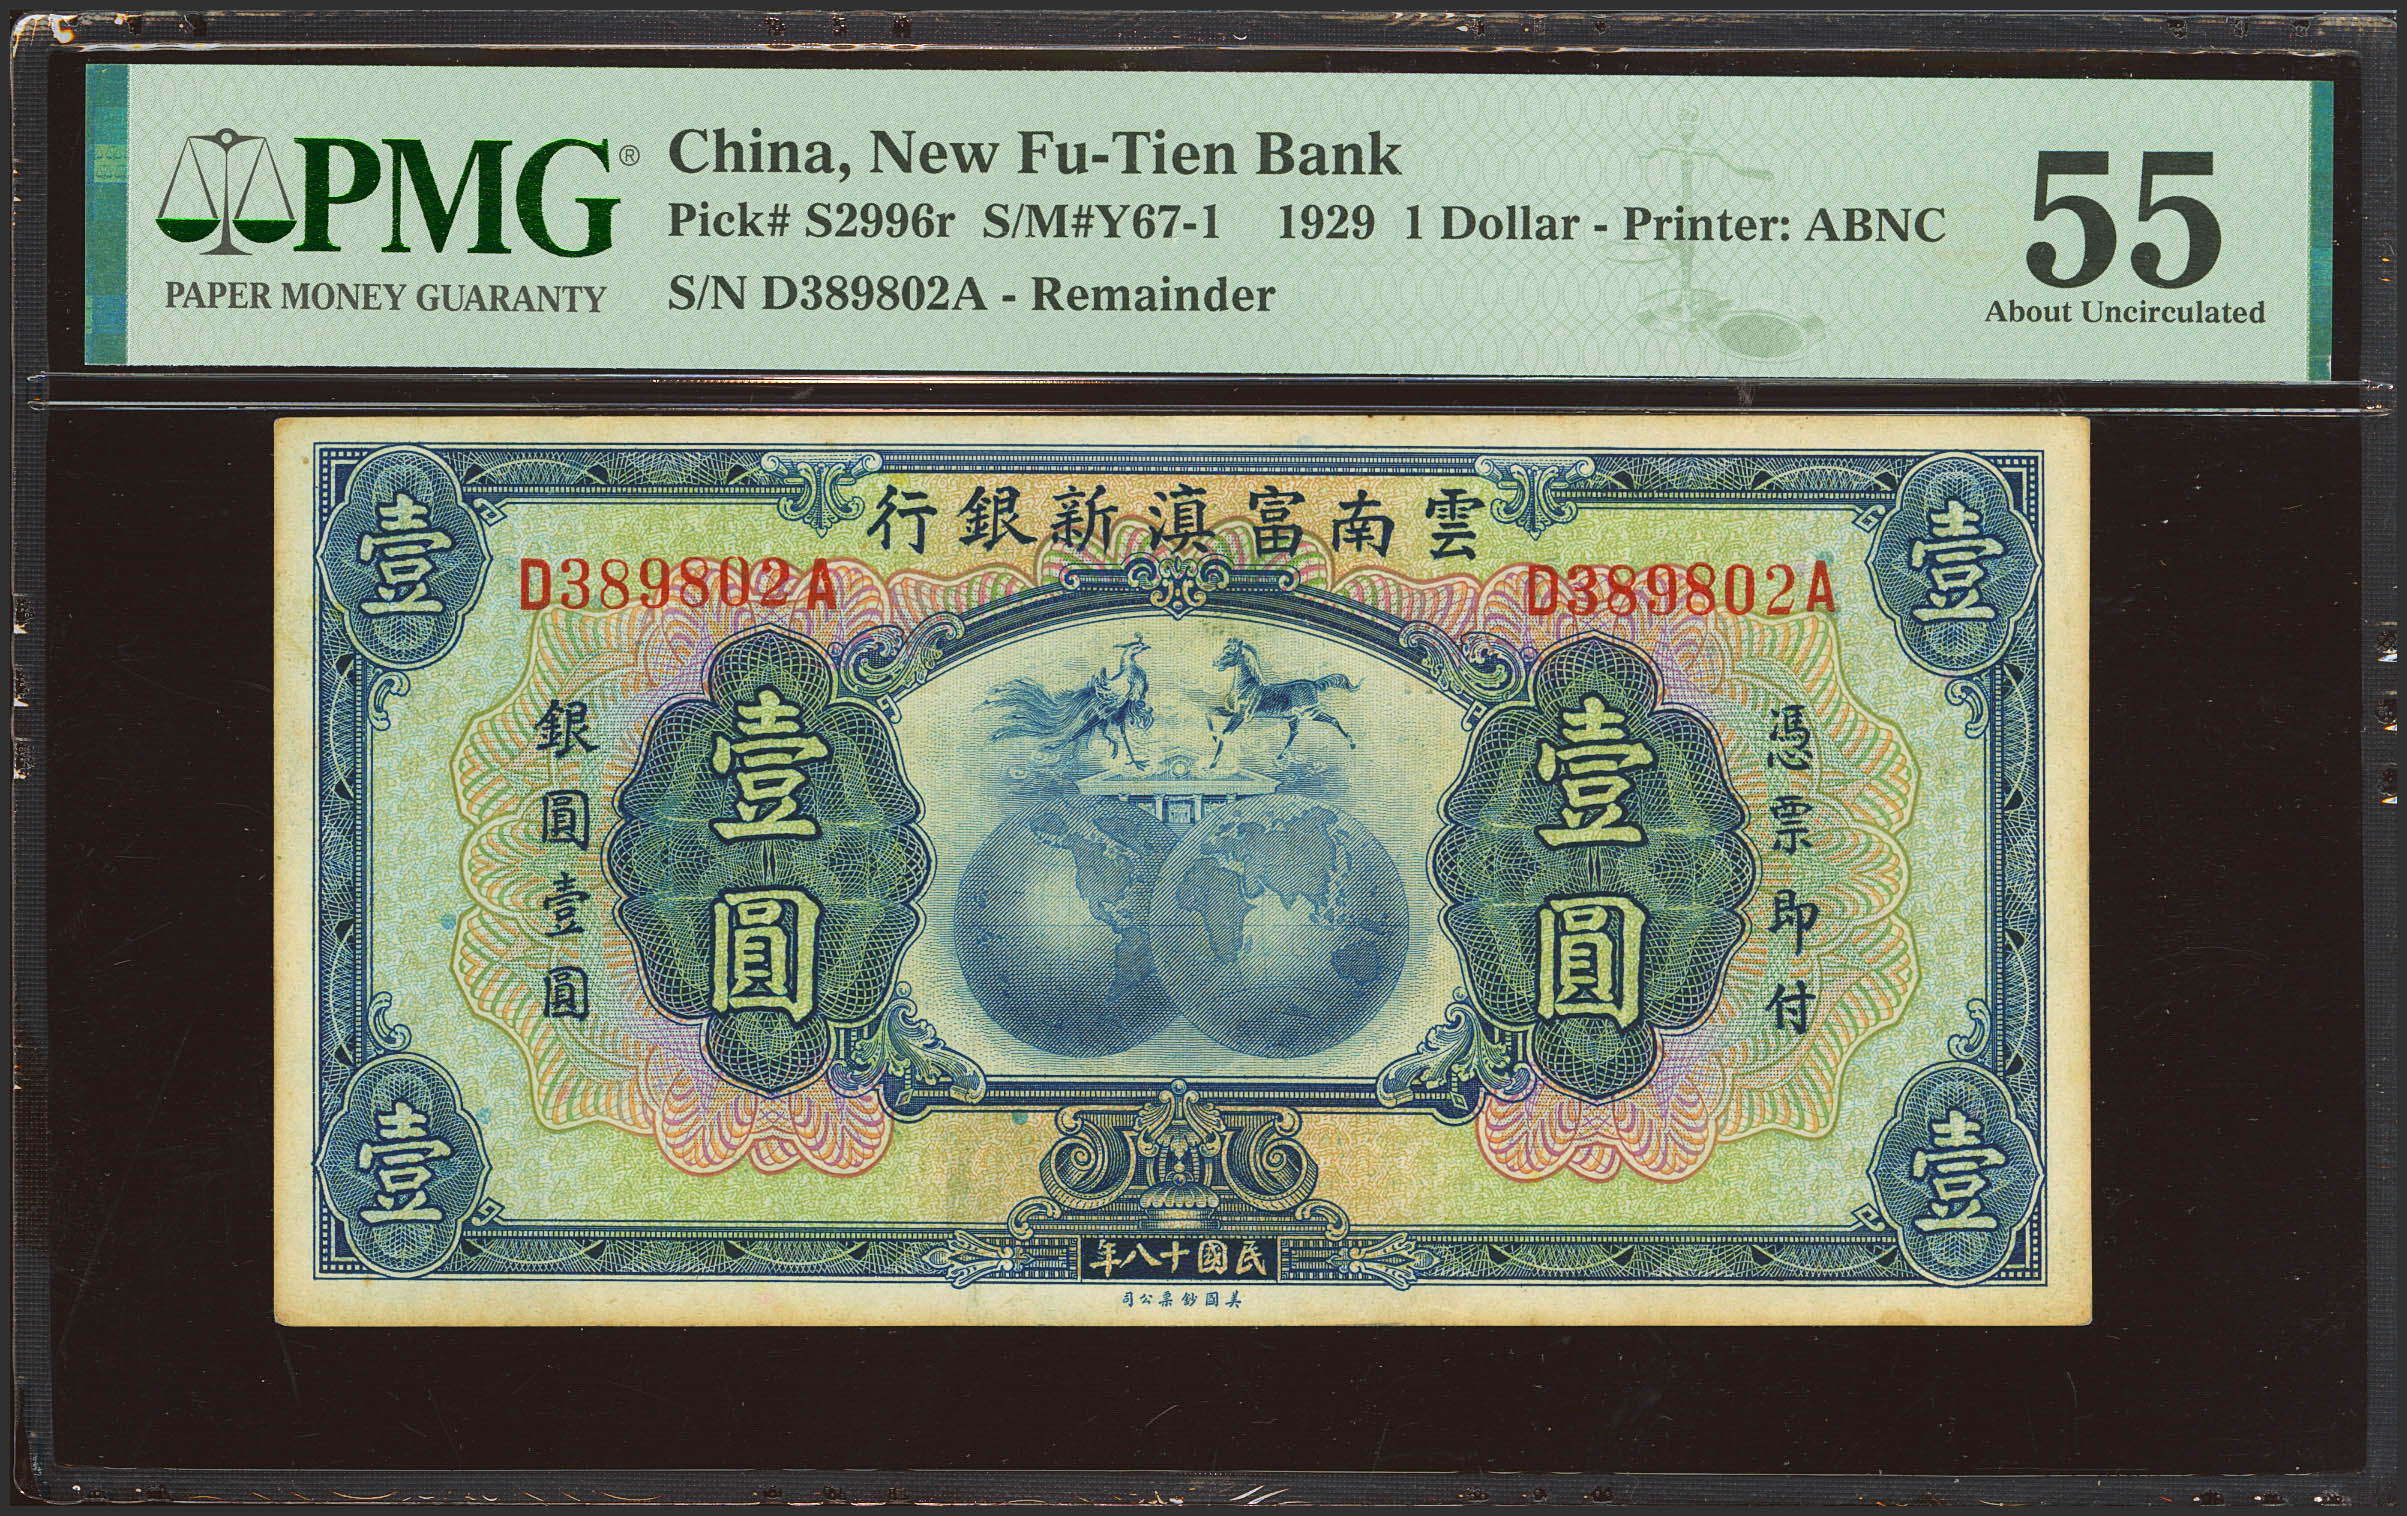 PMG®
PAPER MONEY GUARANTY
China, New Fu-Tien Bank
Pick# S2996r S/M#Y67-1 1929 1 Dollar - Printer: ABNC
S/N D389802A - Remainder
55
About Uncirculated
雲南富滇新銀行
D389802A
D389802A
壹
壹
憑票即付
壹圓
壹圓
銀圓壹圓
壹
壹
民國十八年
美國鈔票公司